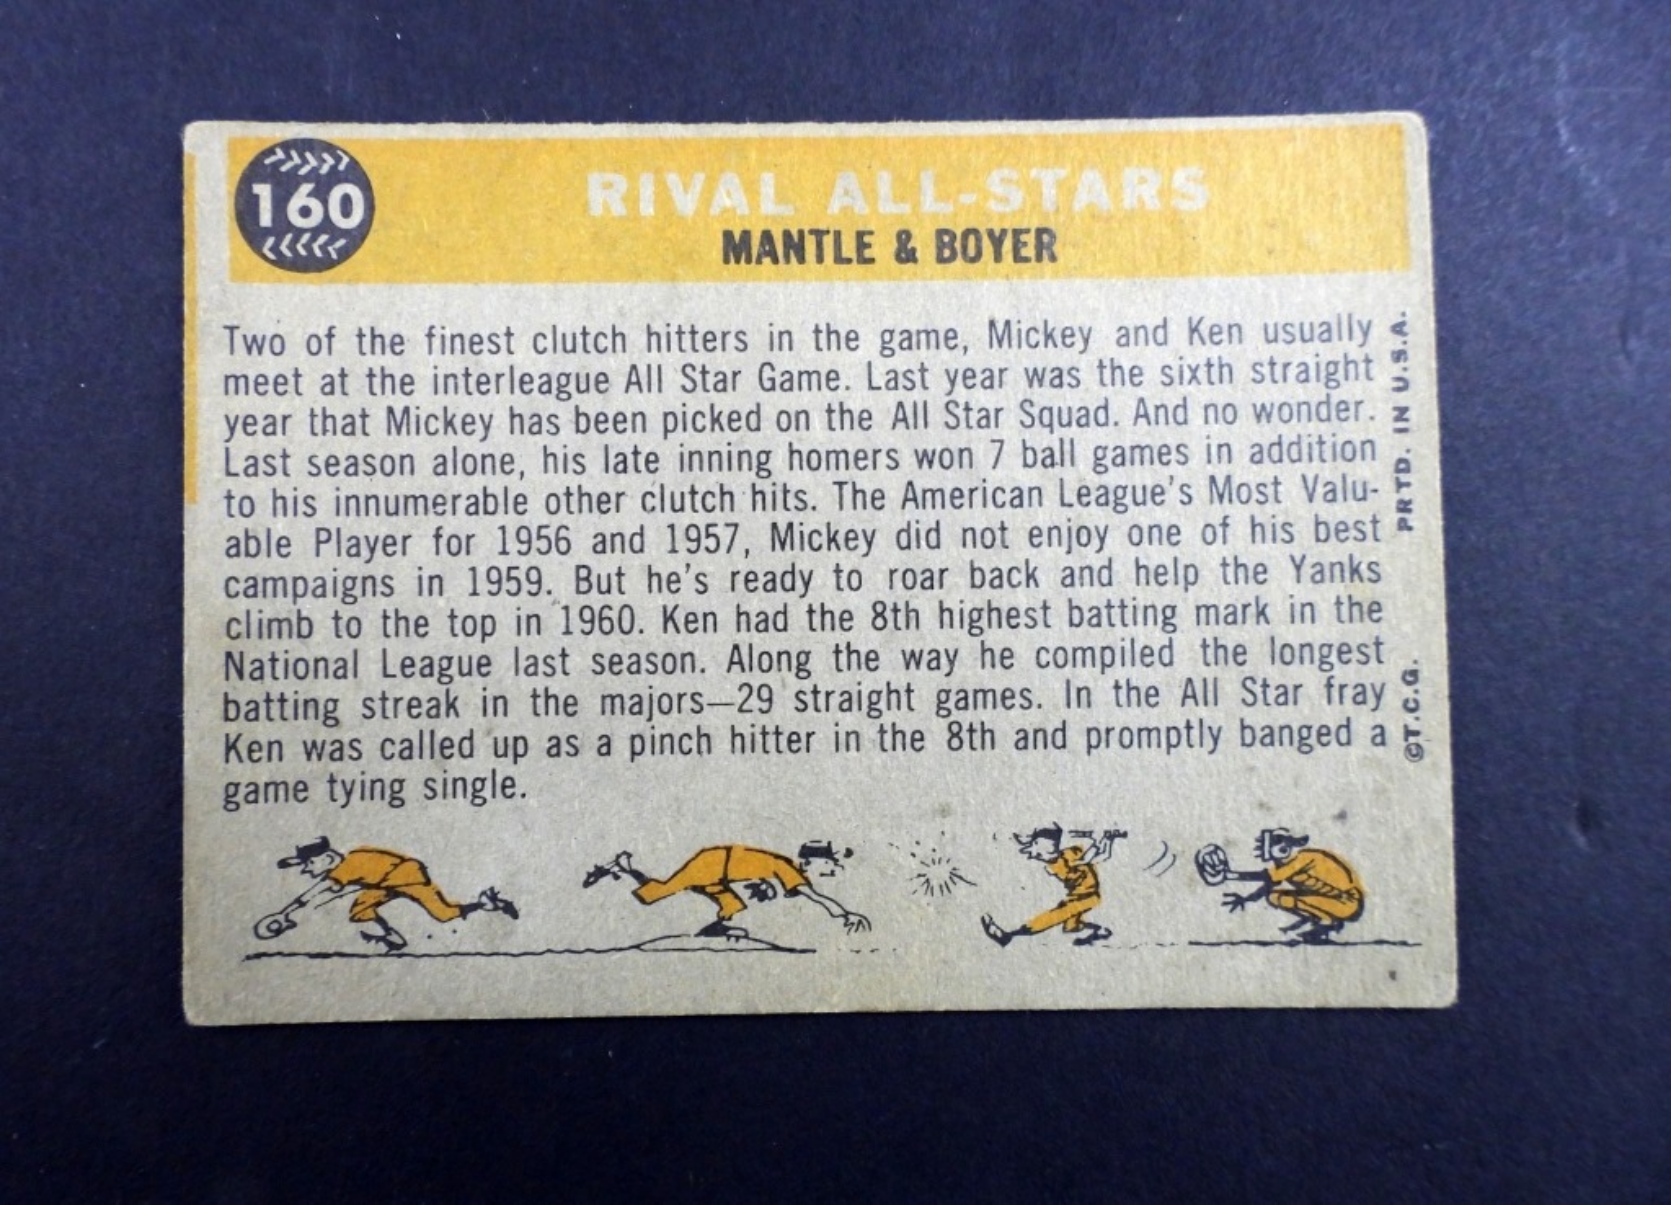 160
RIVAL ALL-STARS
MANTLE & BOYER
Two of the finest clutch hitters in the game, Mickey and Ken usually
meet at the interleague All Star Game. Last year was the sixth straight
year that Mickey has been picked on the All Star Squad. And no wonder.
Last season alone, his late inning homers won 7 ball games in addition
to his innumerable other clutch hits. The American League's Most Valu-
able Player for 1956 and 1957, Mickey did not enjoy one of his best
campaigns in 1959. But he's ready to roar back and help the Yanks
climb to the top in 1960. Ken had the 8th highest batting mark in the
National League last season. Along the way he compiled the longest
batting streak in the majors—29 straight games. In the All Star fray
Ken was called up as a pinch hitter in the 8th and promptly banged a
game tying single.
©T.C.G. PRTD. IN U.S.A.